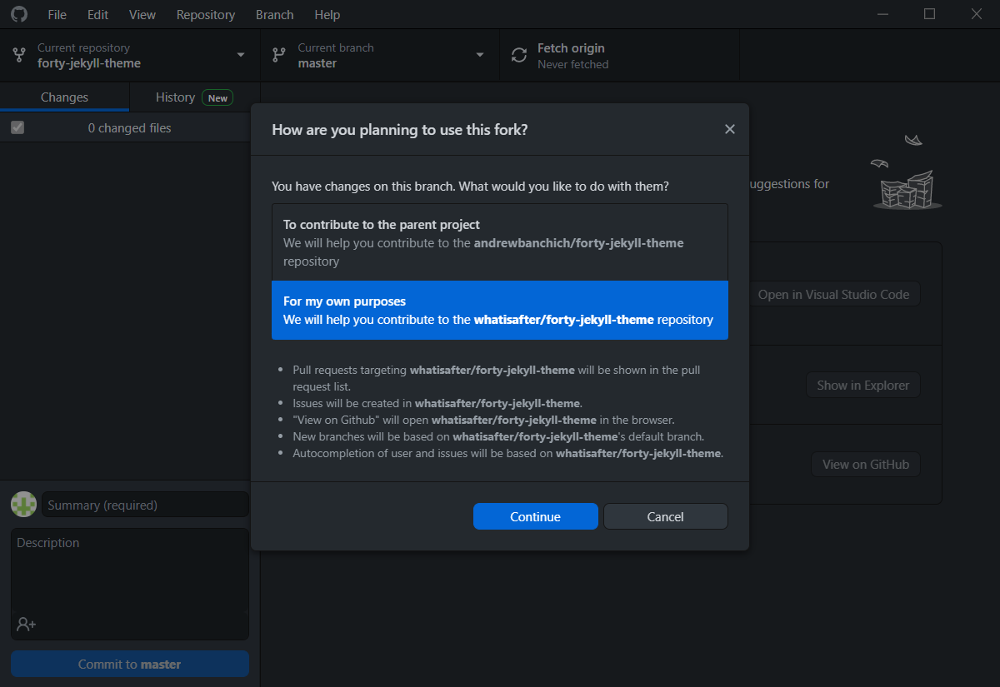 File Edit View Repository Branch Help
Current repository
forty-jekyll-theme
Current branch
master
Fetch origin
Never fetched
Changes
History New
0 changed files
How are you planning to use this fork?
You have changes on this branch. What would you like to do with them?
To contribute to the parent project
We will help you contribute to the andrewbanchich/forty-jekyll-theme
repository
For my own purposes
We will help you contribute to the whatisafter/forty-jekyll-theme repository
• Pull requests targeting whatisafter/forty-jekyll-theme will be shown in the pull
request list.
• Issues will be created in whatisafter/forty-jekyll-theme.
• "View on Github" will open whatisafter/forty-jekyll-theme in the browser.
• New branches will be based on whatisafter/forty-jekyll-theme's default branch.
• Autocompletion of user and issues will be based on whatisafter/forty-jekyll-theme.
Continue
Cancel
uggestions for
Open in Visual Studio Code
Show in Explorer
View on GitHub
Summary (required)
Description
Commit to master